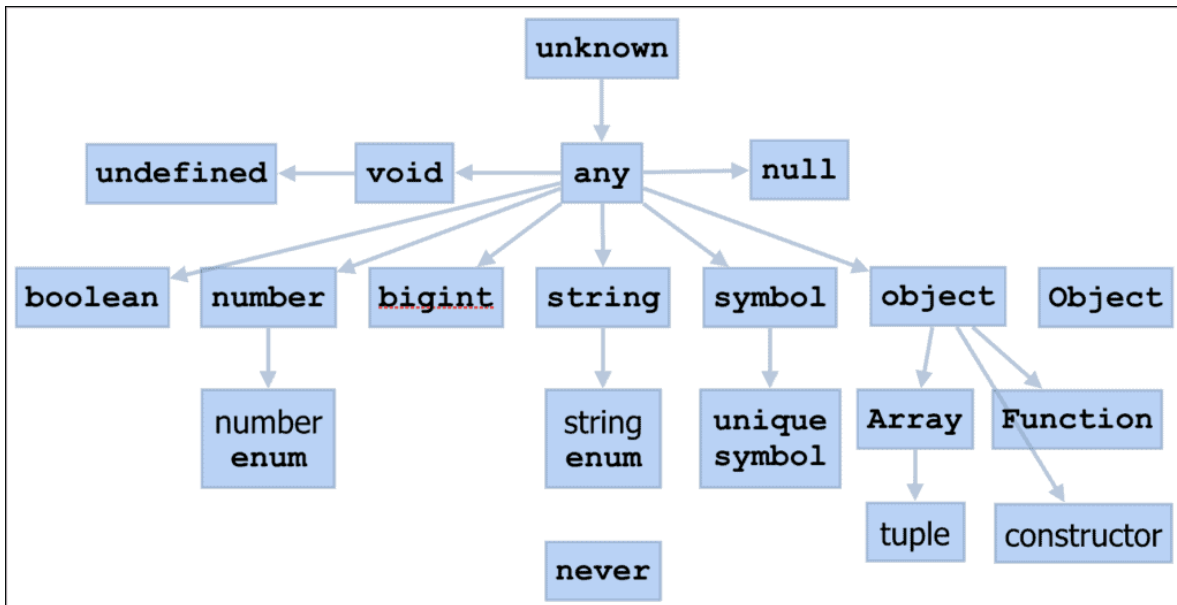 unknown
undefined
void
any
null
boolean
number
bigint
string
symbol
object
Object
number
enum
string
enum
unique
symbol
Array
Function
tuple
constructor
never